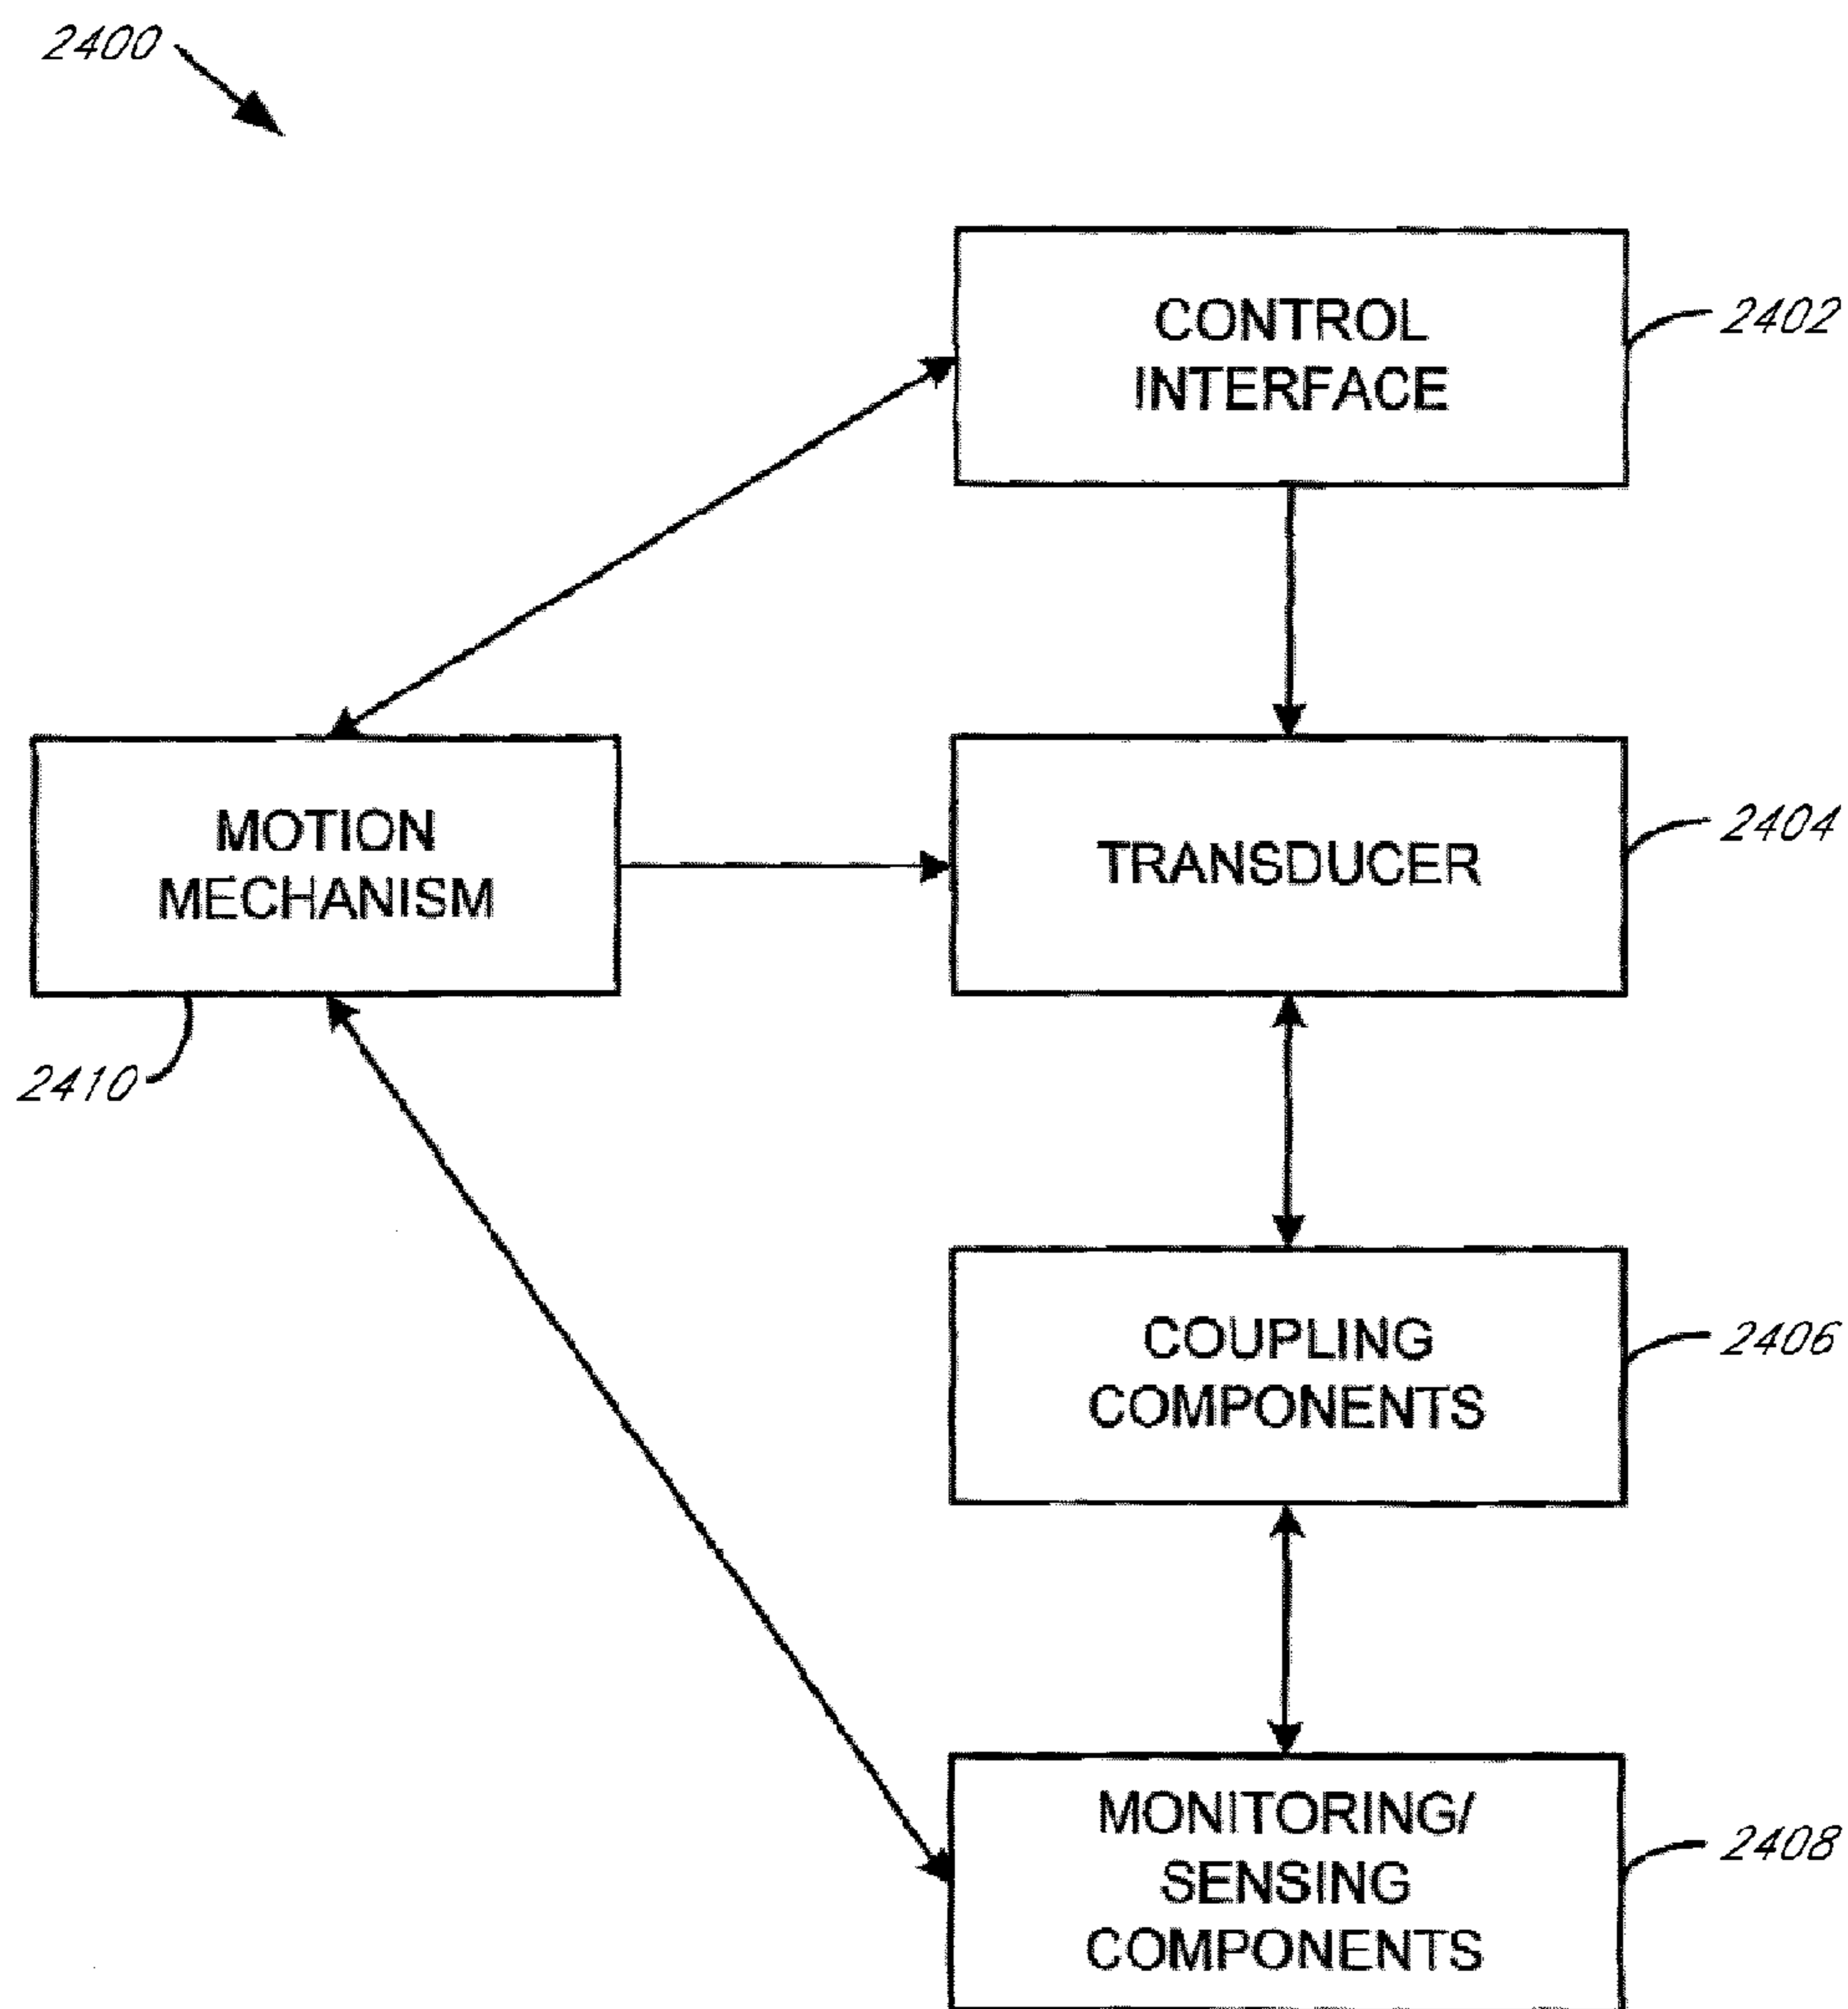 2400
CONTROL
INTERFACE
2402
MOTION
MECHANISM
2410
TRANSDUCER
2404
COUPLING
COMPONENTS
2406
MONITORING/
SENSING
COMPONENTS
2408